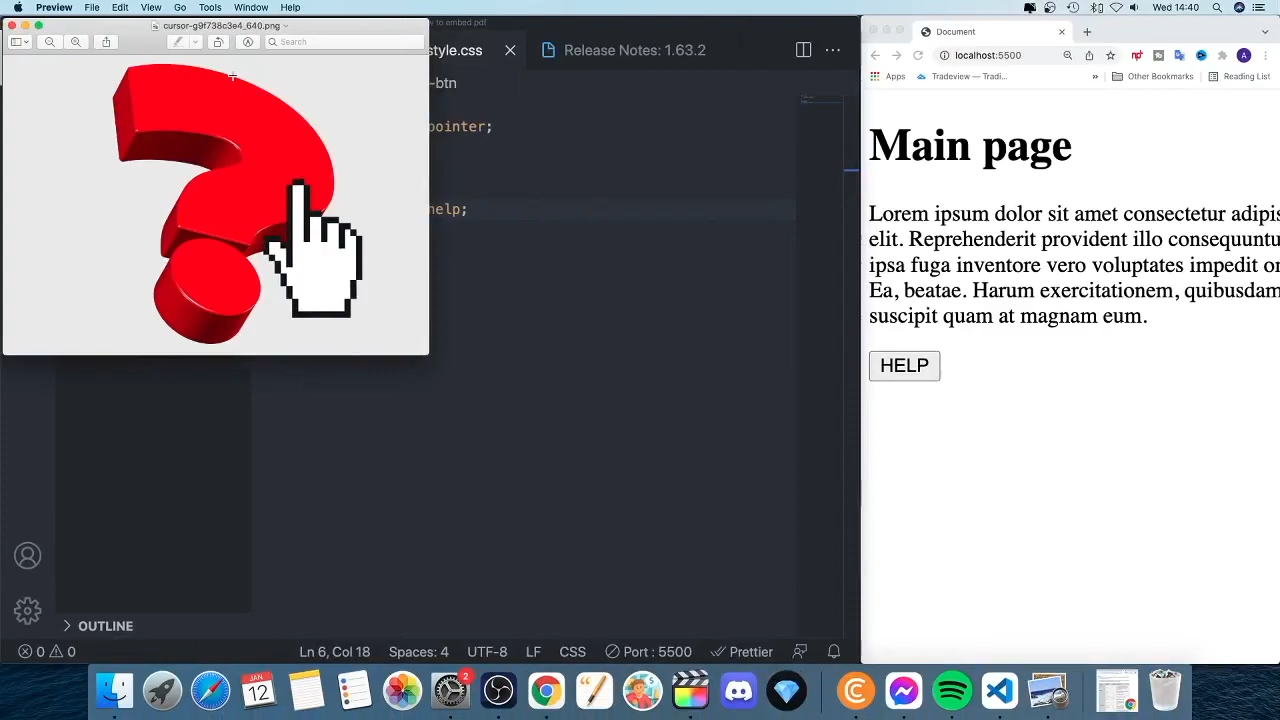 Preview File Edit View Go Tools Window Help
Wed 14:40
cursor-g9f738c3e4_640.png
Search
w to embed pdf
style.css
Release Notes: 1.63.2
-btn
pointer;
help;
OUTLINE
0 0
Ln 6, Col 18 Spaces: 4 UTF-8 LF CSS Port : 5500 Prettier
Document
localhost:5500
A
Apps Tradeview – Tradi... » Other Bookmarks Reading List
Main page
Lorem ipsum dolor sit amet consectetur adipis
elit. Reprehenderit provident illo consequuntu
ipsa fuga inventore vero voluptates impedit
Ea, beatae. Harum exercitationem, quibusdam
suscipit quam at magnam eum.
HELP
JAN
12
2